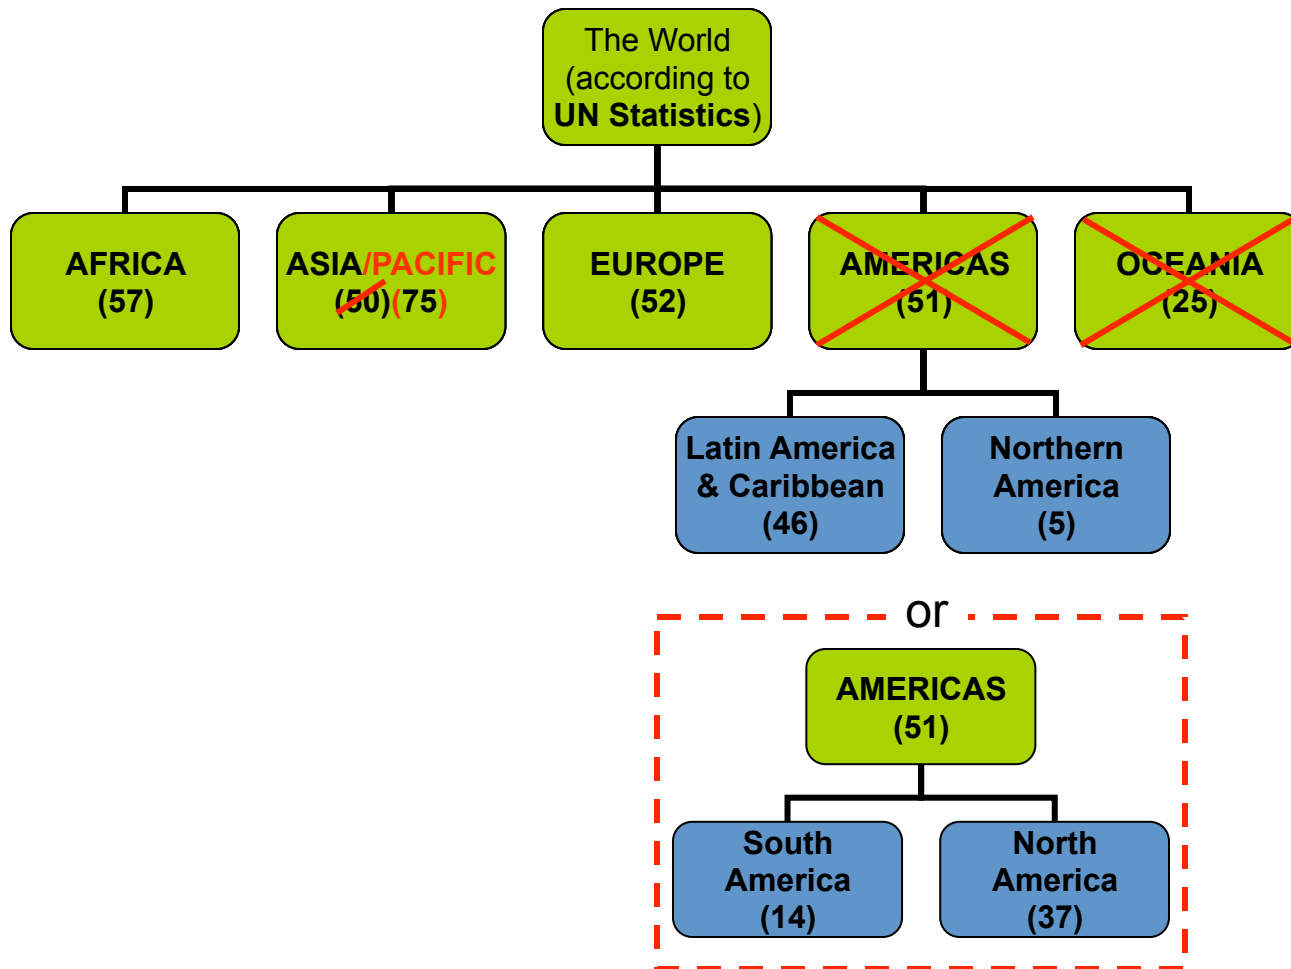 The World
(according to
UN Statistics)
AFRICA
(57)
ASIA/PACIFIC
(50)(75)
EUROPE
(52)
AMERICAS
(51)
OCEANIA
(25)
Latin America
& Caribbean
(46)
Northern
America
(5)
or
AMERICAS
(51)
South
America
(14)
North
America
(37)